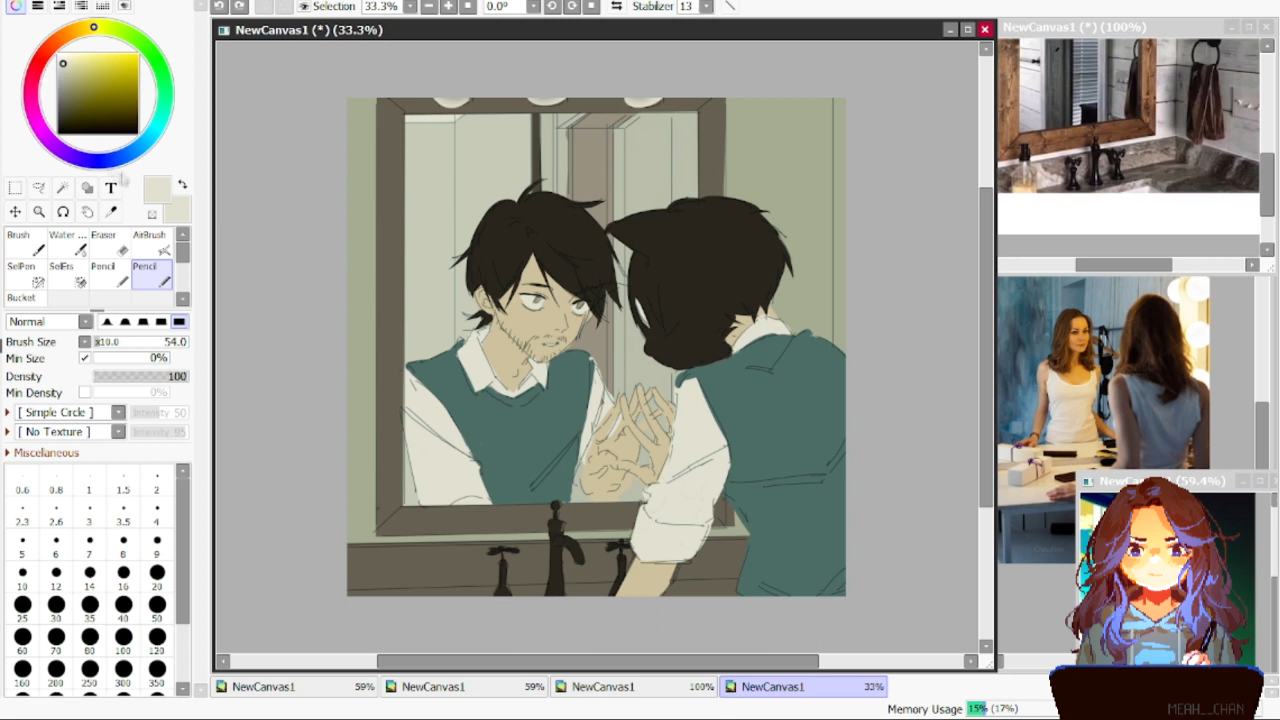 Selection 33.3% 0.0° Stabilizer 13
NewCanvas1 (*) (33.3%)
NewCanvas1 (*) (100%)
T
Brush Water ... Eraser AirBrush
SelPen SelErs Pencil Pencil
Bucket
Normal
Brush Size x10.0 54.0
Min Size 0%
Density 100
Min Density 0%
[ Simple Circle ] Intensity 50
[ No Texture ] Intensity 95
Miscellaneous
0.6 0.8 1 1.5 2
2.3 2.6 3 3.5 4
5 6 7 8 9
10 12 14 16 20
25 30 35 40 50
60 70 80 100 120
160 200 250 300 350
(59.4%)
NewCanvas1 59% NewCanvas1 39% NewCanvas1 100% NewCanvas1 33%
Memory Usage 15% (17%)
MEAH__CHAN